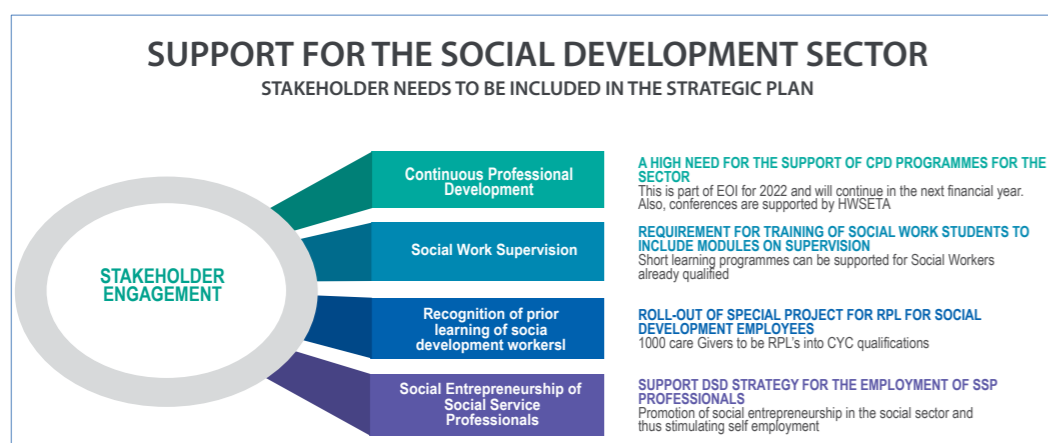 SUPPORT FOR THE SOCIAL DEVELOPMENT SECTOR
STAKEHOLDER NEEDS TO BE INCLUDED IN THE STRATEGIC PLAN
STAKEHOLDER
ENGAGEMENT
Continuous Professional
Development
A HIGH NEED FOR THE SUPPORT OF CPD PROGRAMMES FOR THE
SECTOR
This is part of EOI for 2022 and will continue in the next financial year.
Also, conferences are supported by HWSETA
Social Work Supervision
REQUIREMENT FOR TRAINING OF SOCIAL WORK STUDENTS TO
INCLUDE MODULES ON SUPERVISION
Short learning programmes can be supported for Social Workers
already qualified
Recognition of prior
learning of socia
development workersl
ROLL-OUT OF SPECIAL PROJECT FOR RPL FOR SOCIAL
DEVELOPMENT EMPLOYEES
1000 care Givers to be RPL's into CYC qualifications
Social Entrepreneurship of
Social Service
Professionals
SUPPORT DSD STRATEGY FOR THE EMPLOYMENT OF SSP
PROFESSIONALS
Promotion of social entrepreneurship in the social sector and
thus stimulating self employment